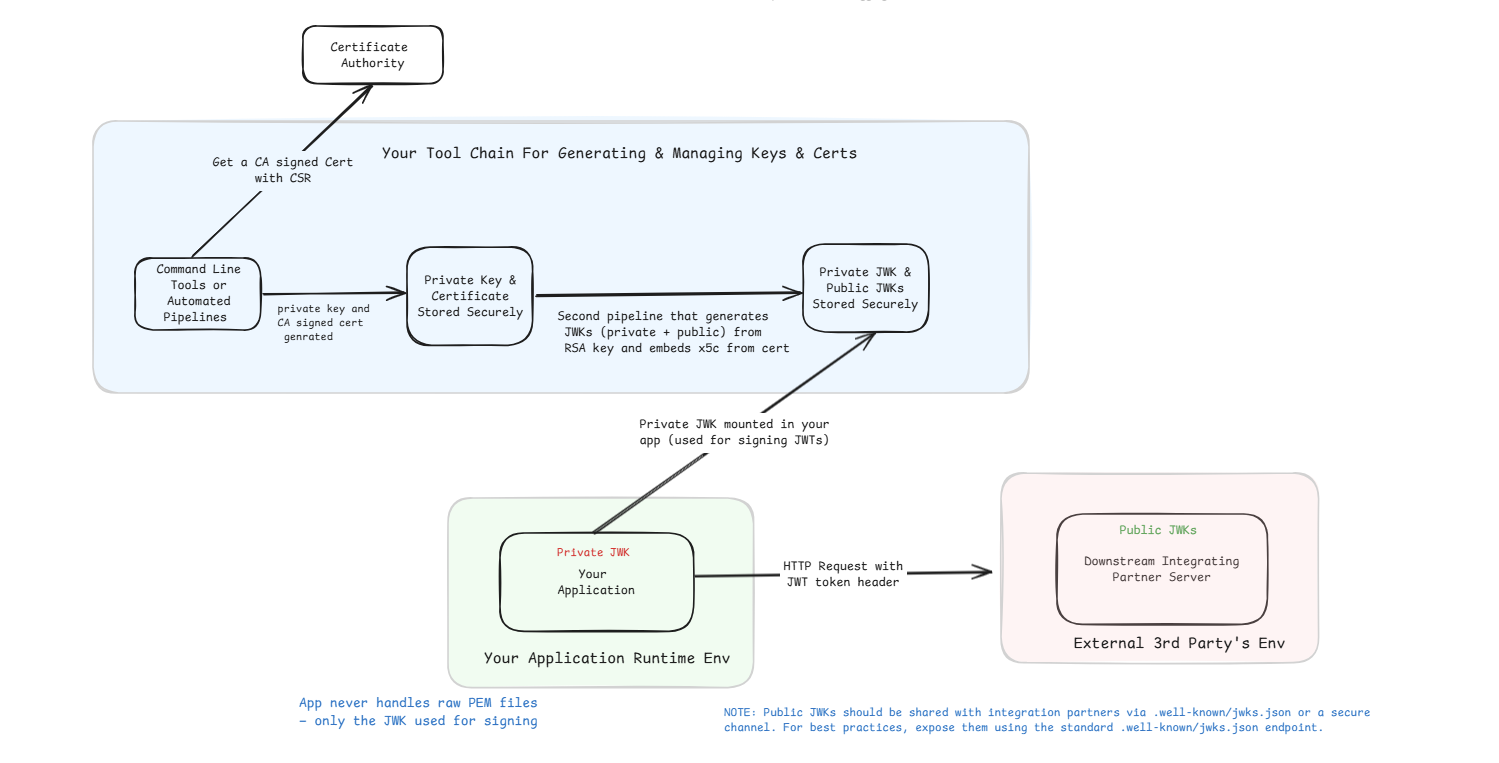 Certificate
Authority
Your Tool Chain For Generating & Managing Keys & Certs
Get a CA signed Cert
with CSR
Command Line
Tools or
Automated
Pipelines
private key and
CA signed cert
genrated
Private Key &
Certificate
Stored Securely
Second pipeline that generates
JWKs (private + public) from
RSA key and embeds x5c from cert
Private JWK &
Public JWKs
Stored Securely
Private JWK mounted in your
app (used for signing JWTs)
Private JWK
Your
Application
Your Application Runtime Env
HTTP Request with
JWT token header
Public JWKs
Downstream Integrating
Partner Server
External 3rd Party's Env
App never handles raw PEM files
– only the JWK used for signing
NOTE: Public JWKs should be shared with integration partners via .well-known/jwks.json or a secure
channel. For best practices, expose them using the standard .well-known/jwks.json endpoint.